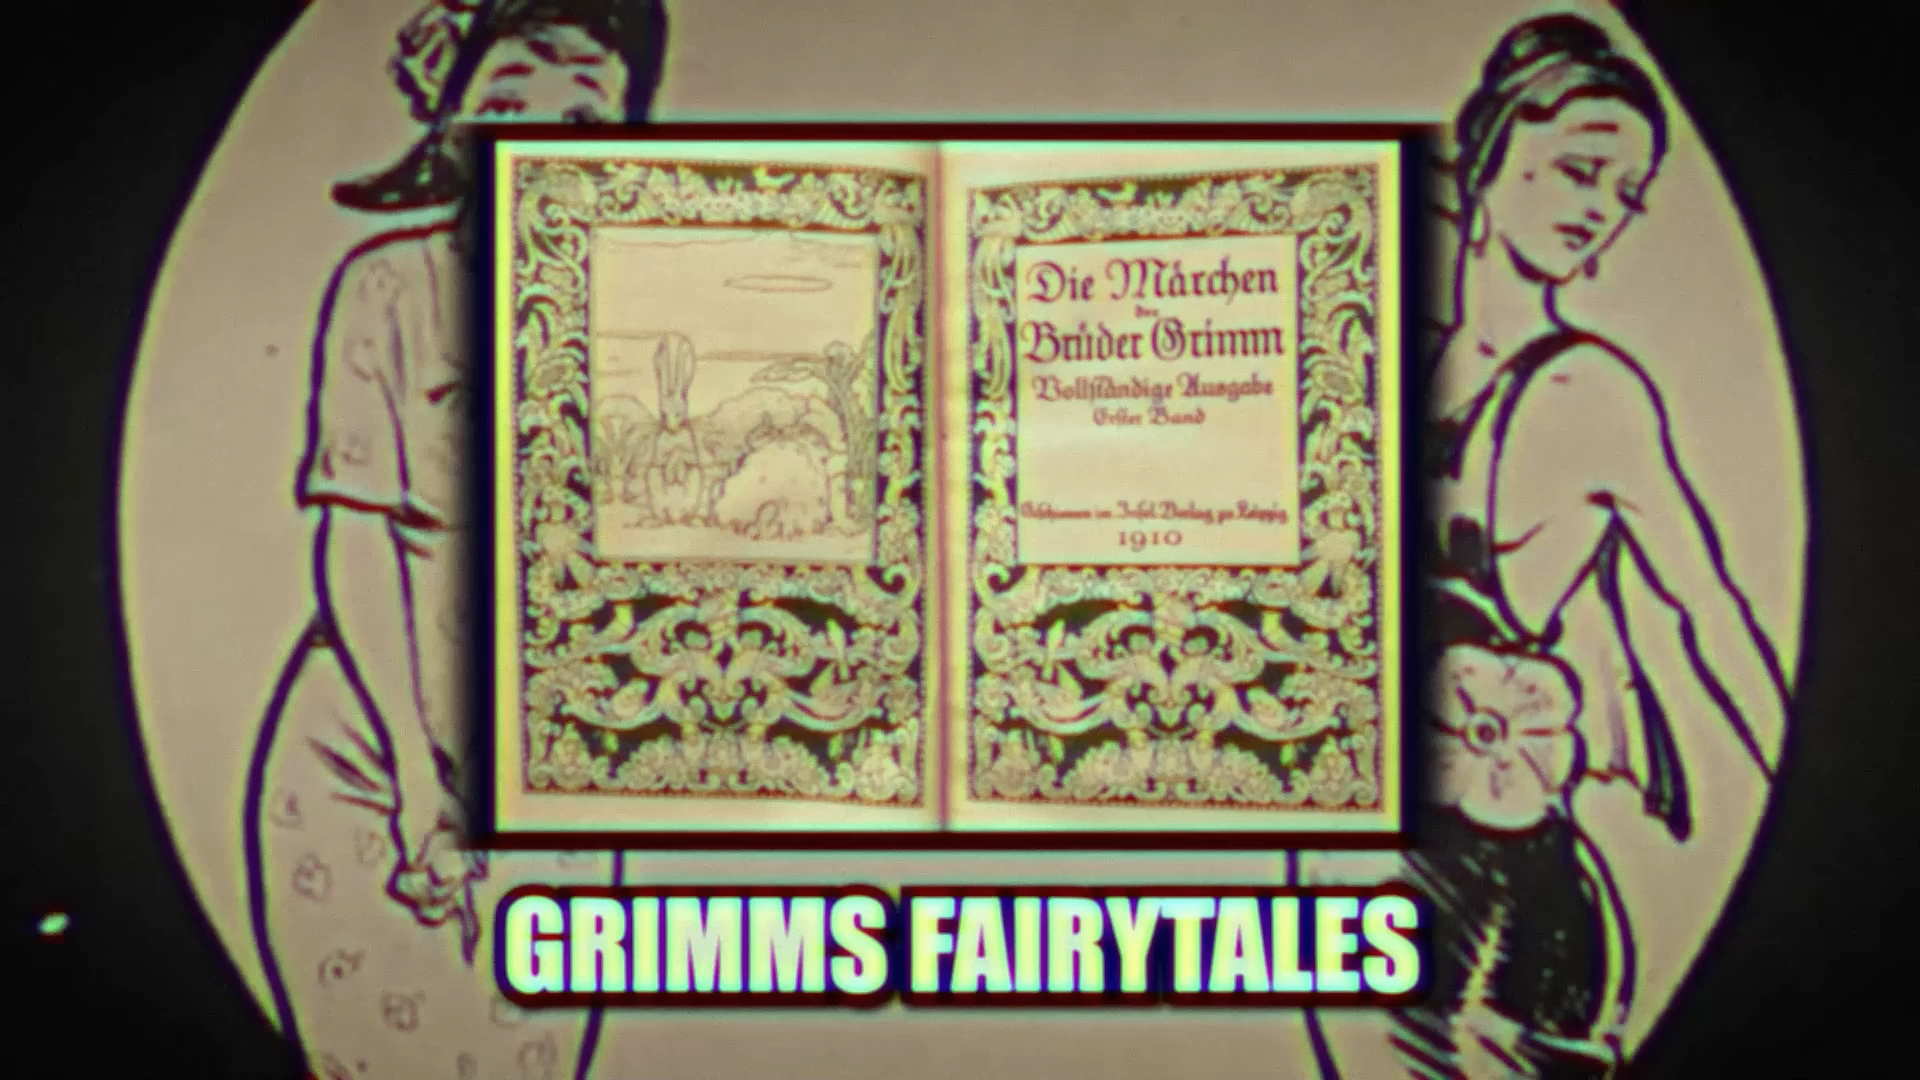 Die Märchen
der
Brüder Grimm
Vollständige Ausgabe
Erster Band
Erschienen im Insel-Verlag zu Leipzig
1910
GRIMMS FAIRYTALES